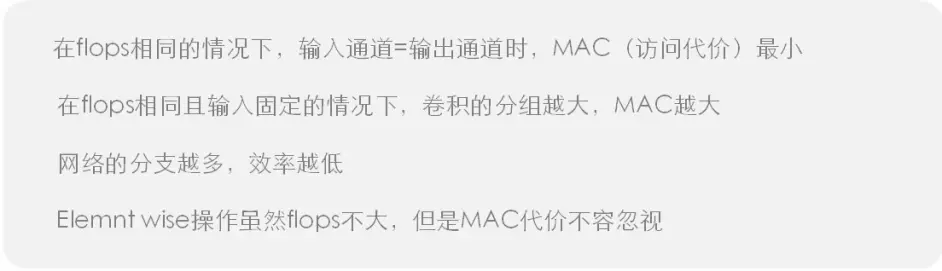 在flops相同的情况下，输入通道=输出通道时，MAC（访问代价）最小
在flops相同且输入固定的情况下，卷积的分组越大，MAC越大
网络的分支越多，效率越低
Elemnt wise操作虽然flops不大，但是MAC代价不容忽视